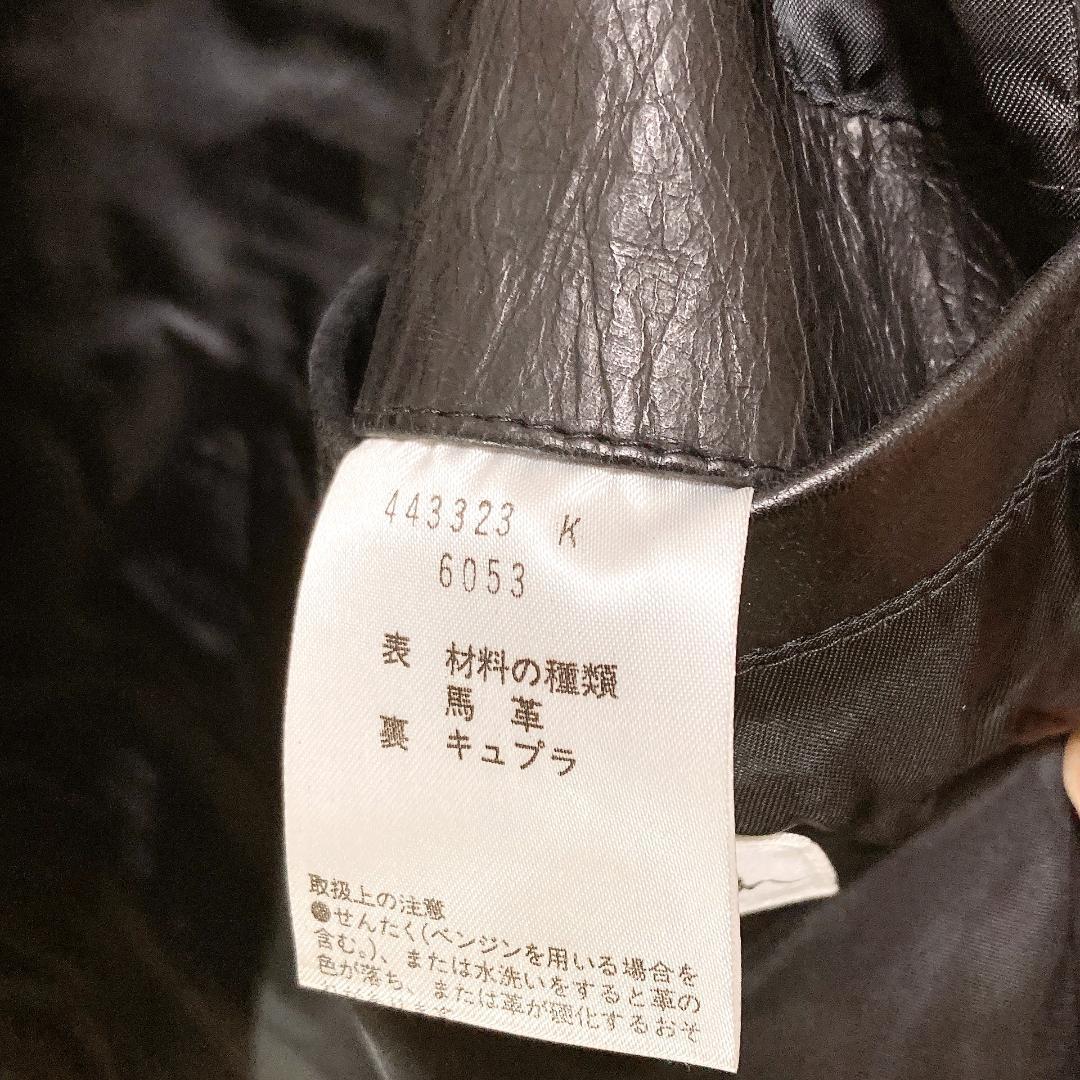 443323 K
6053
表 材料の種類
馬 革
裏 キュプラ
取扱上の注意
●せんたく(ベンジンを用いる場合を
含む。)、または水洗いをすると革の
色が落ち、または革が硬化するおそ